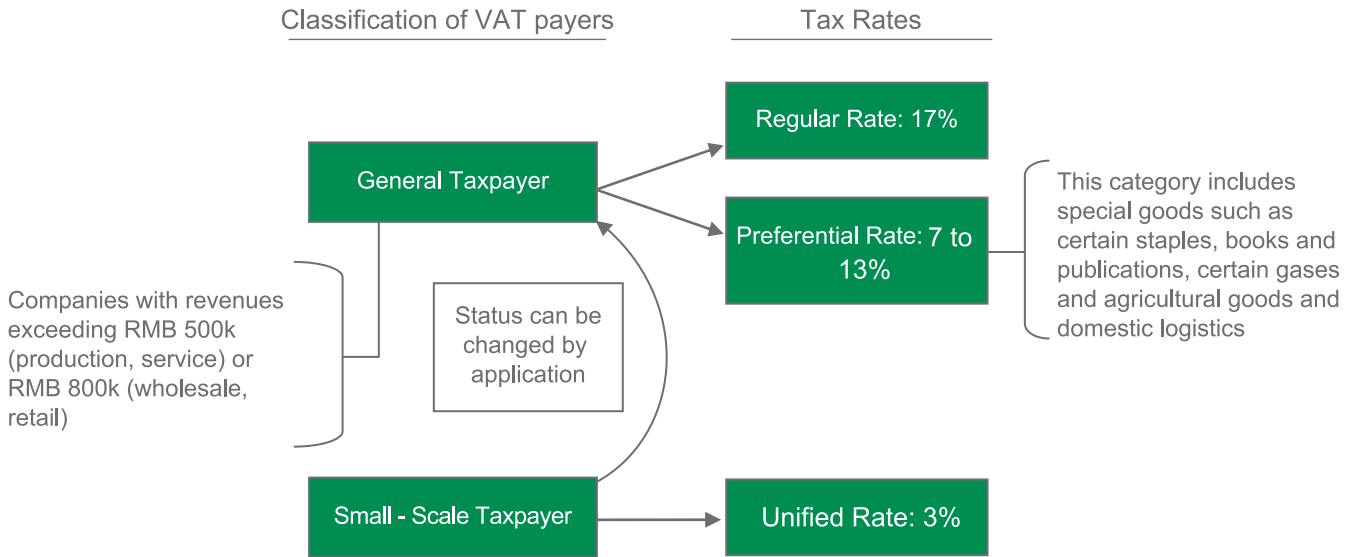 Classification of VAT payers
Tax Rates
Regular Rate: 17%
General Taxpayer
Preferential Rate: 7 to
13%
This category includes
special goods such as
certain staples, books and
publications, certain gases
and agricultural goods and
domestic logistics
Companies with revenues
exceeding RMB 500k
(production, service) or
RMB 800k (wholesale,
retail)
Status can be
changed by
application
Small - Scale Taxpayer
Unified Rate: 3%